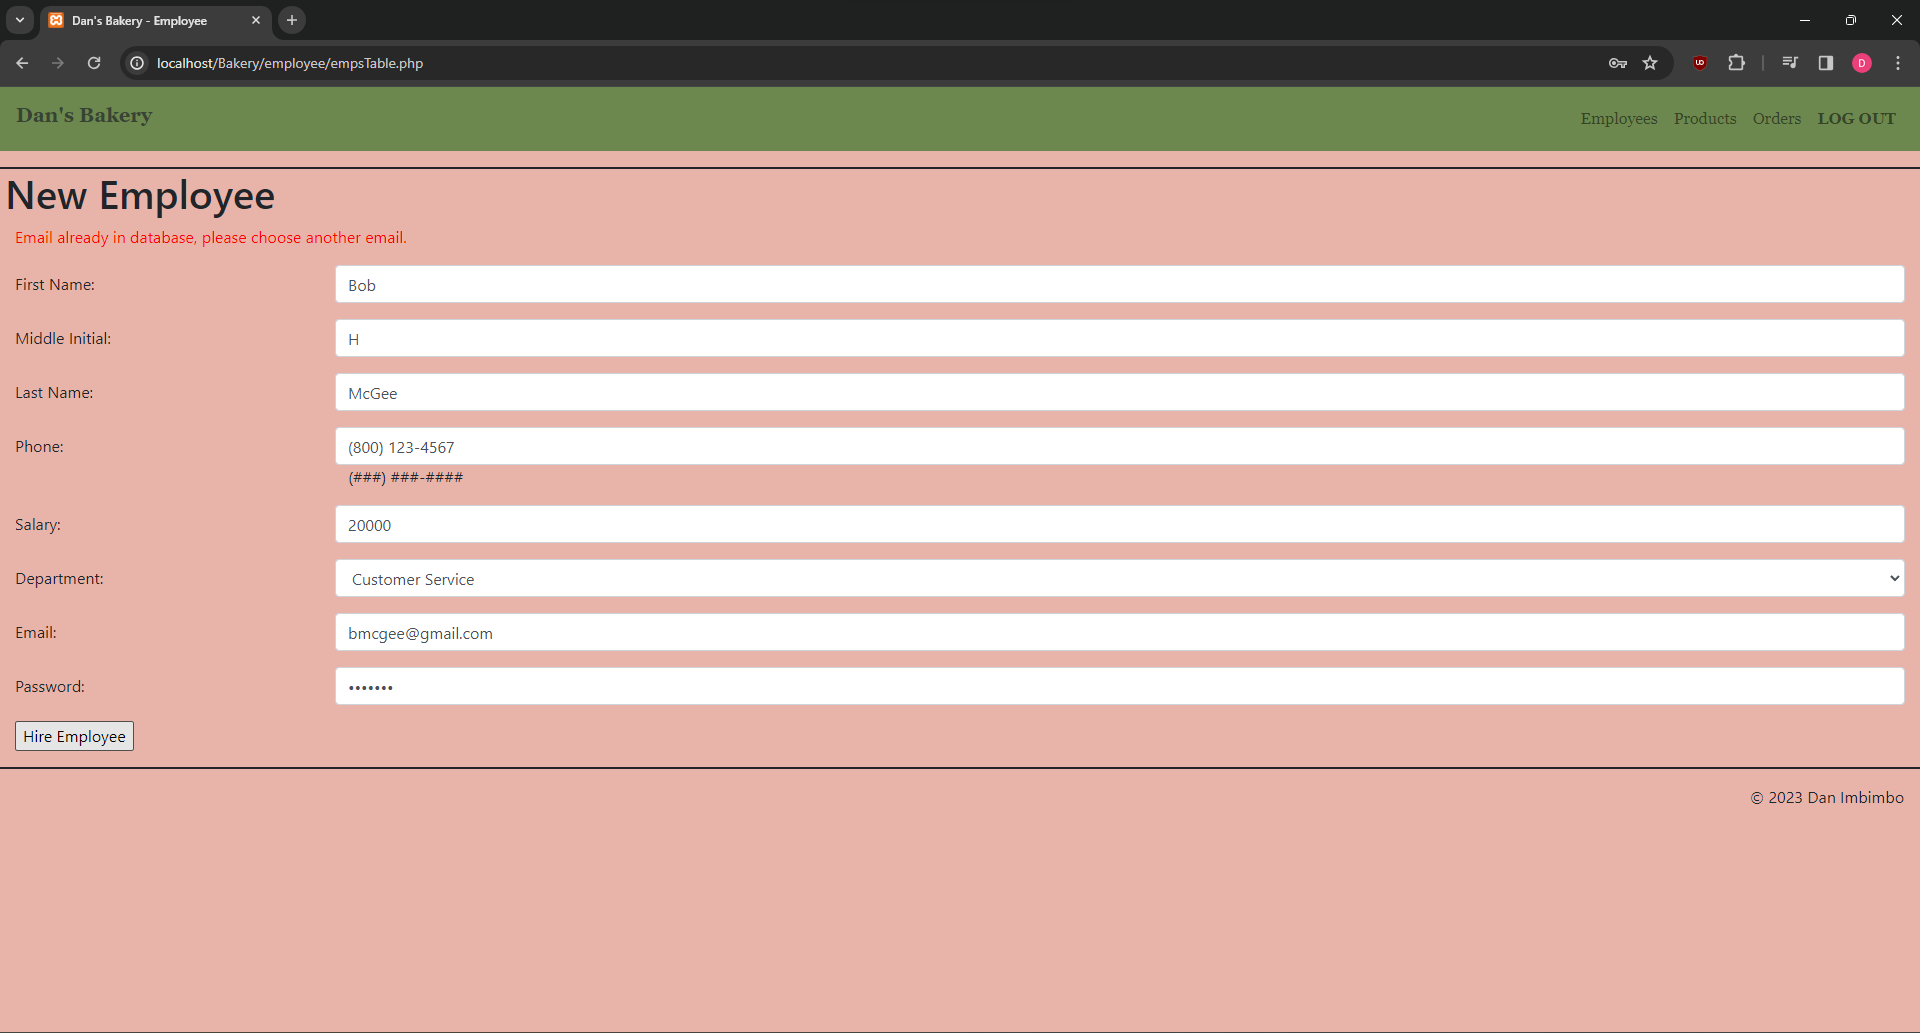 Dan's Bakery - Employee
localhost/Bakery/employee/empsTable.php
D
Dan's Bakery
Employees Products Orders LOG OUT
New Employee
Email already in database, please choose another email.
First Name: Bob
Middle Initial: H
Last Name: McGee
Phone: (800) 123-4567
(###) ###-####
Salary: 20000
Department: Customer Service
Email: bmcgee@gmail.com
Password: •••••••
Hire Employee
© 2023 Dan Imbimbo